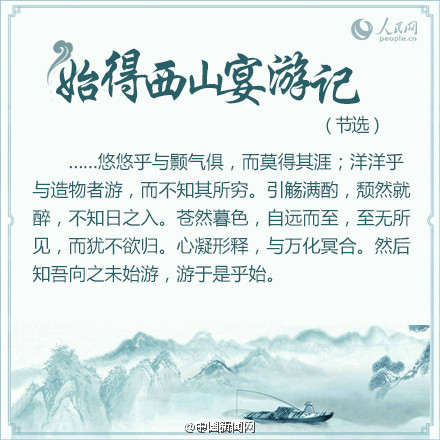 人民网
people.cn
始得西山宴游记
（节选）
……悠悠乎与颢气俱，而莫得其涯；洋洋乎
与造物者游，而不知其所穷。引觞满酌，颓然就
醉，不知日之入。苍然暮色，自远而至，至无所
见，而犹不欲归。心凝形释，与万化冥合。然后
知吾向之未始游，游于是乎始。
@中国新闻网